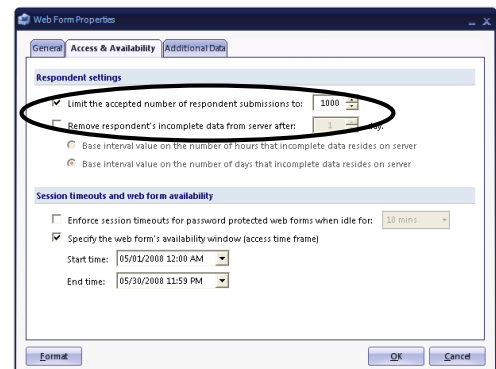 Web Form Properties
General Access & Availability Additional Data
Respondent settings
Limit the accepted number of respondent submissions to: 1000
Remove respondent's incomplete data from server after: 1 day.
Base interval value on the number of hours that incomplete data resides on server
Base interval value on the number of days that incomplete data resides on server
Session timeouts and web form availability
Enforce session timeouts for password protected web forms when idle for: 10 mins
Specify the web form's availability window (access time frame)
Start time: 05/01/2008 12:00 AM
End time: 05/30/2008 11:59 PM
Format OK Cancel